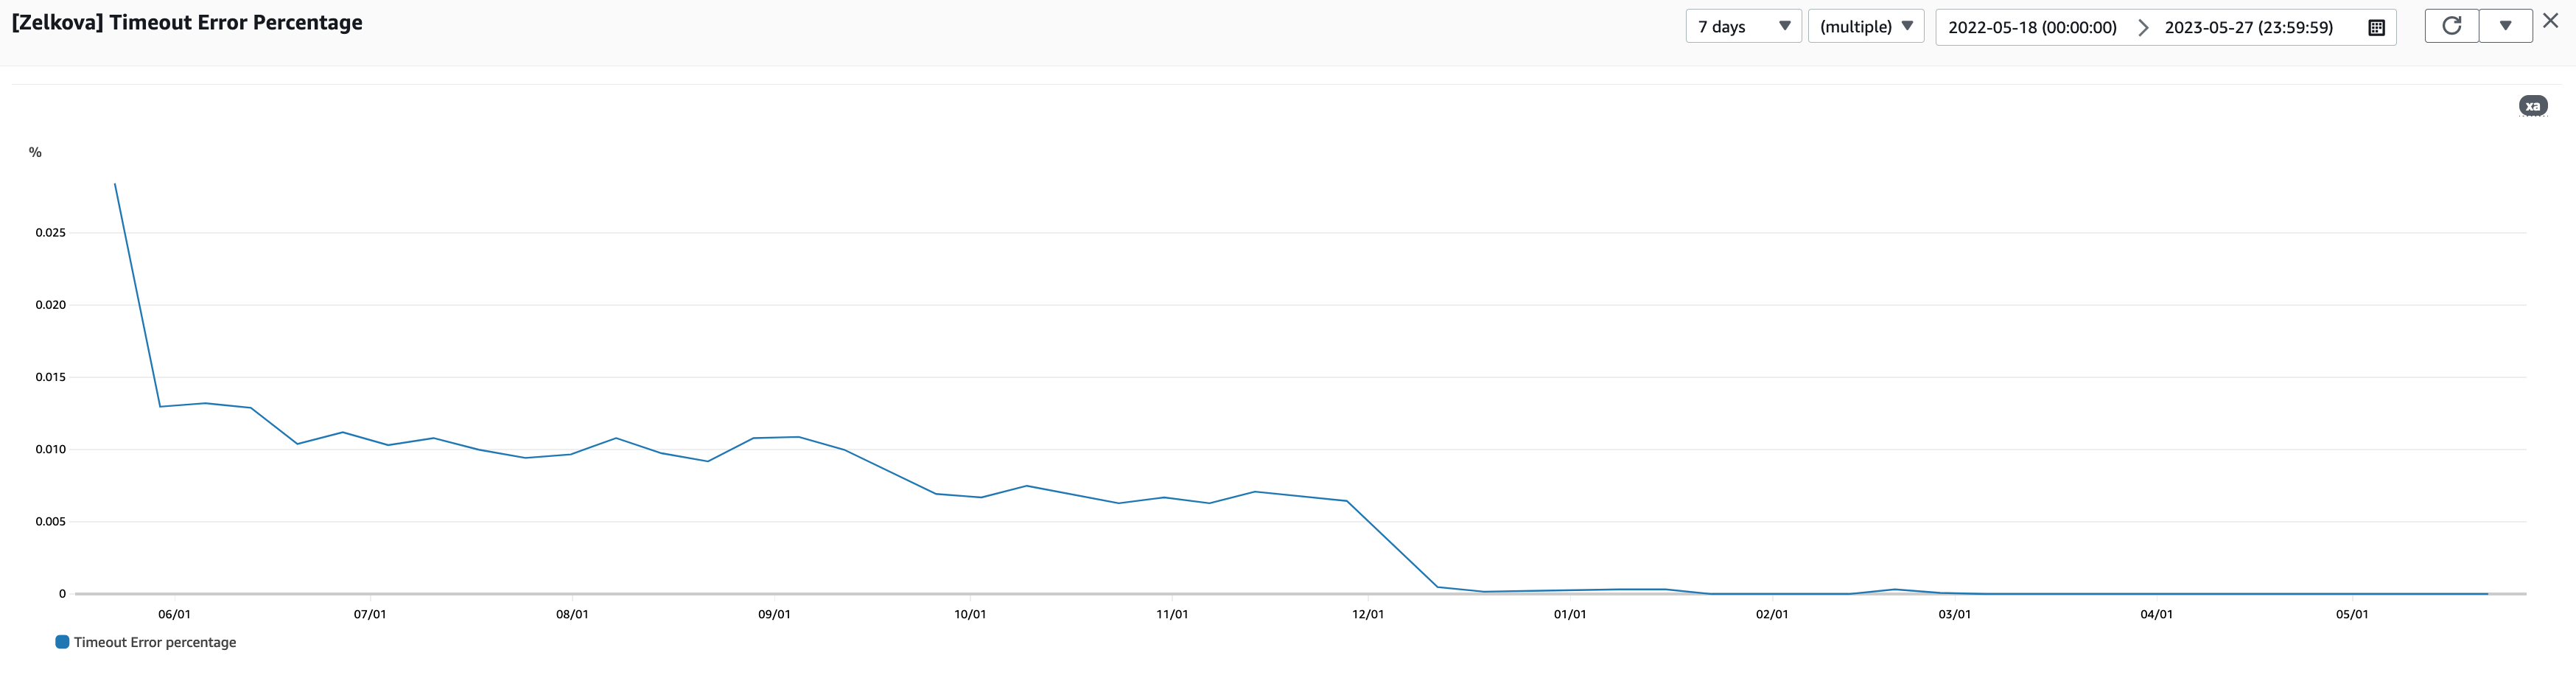 [Zelkova] Timeout Error Percentage
7 days
(multiple)
2022-05-18 (00:00:00)
2023-05-27 (23:59:59)
xa
%
0.025
0.020
0.015
0.010
0.005
0
06/01 07/01 08/01 09/01 10/01 11/01 12/01 01/01 02/01 03/01 04/01 05/01
Timeout Error percentage